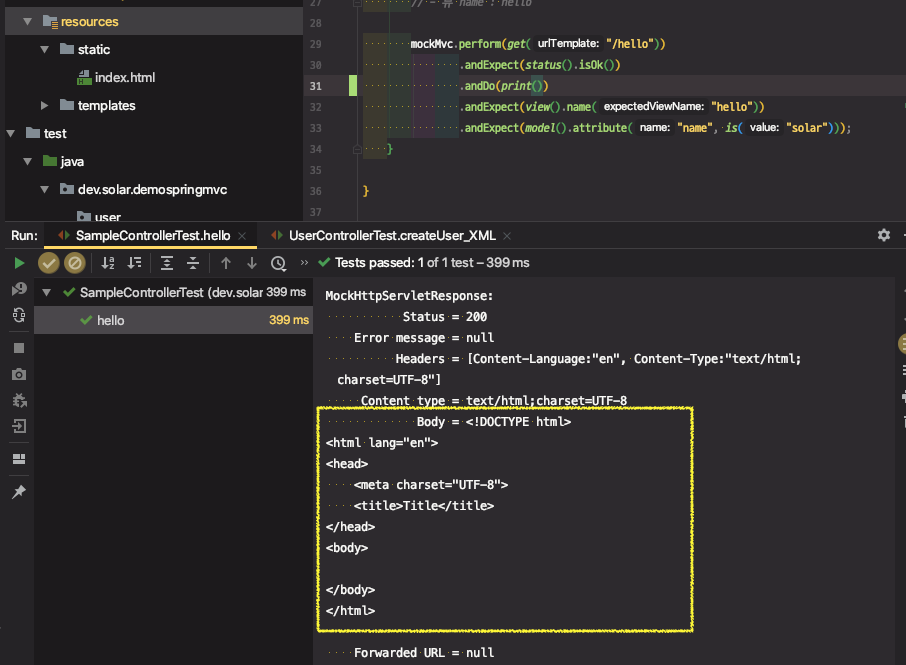 resources
static
index.html
templates
test
java
dev.solar.demospringmvc
user
27 // - 뷰 name : hello
28
29 mockMvc.perform(get( urlTemplate: "/hello"))
30 .andExpect(status().isOk())
31 .andDo(print())
32 .andExpect(view().name( expectedViewName: "hello"))
33 .andExpect(model().attribute( name: "name", is( value: "solar")));
34 }
35
36 }
37
Run: SampleControllerTest.hello × UserControllerTest.createUser_XML ×
» Tests passed: 1 of 1 test – 399 ms
SampleControllerTest (dev.solar 399 ms
hello 399 ms
MockHttpServletResponse:
Status = 200
Error message = null
Headers = [Content-Language:"en", Content-Type:"text/html;
charset=UTF-8"]
Content type = text/html;charset=UTF-8
Body = <!DOCTYPE html>
<html lang="en">
<head>
<meta charset="UTF-8">
<title>Title</title>
</head>
<body>
</body>
</html>
Forwarded URL = null